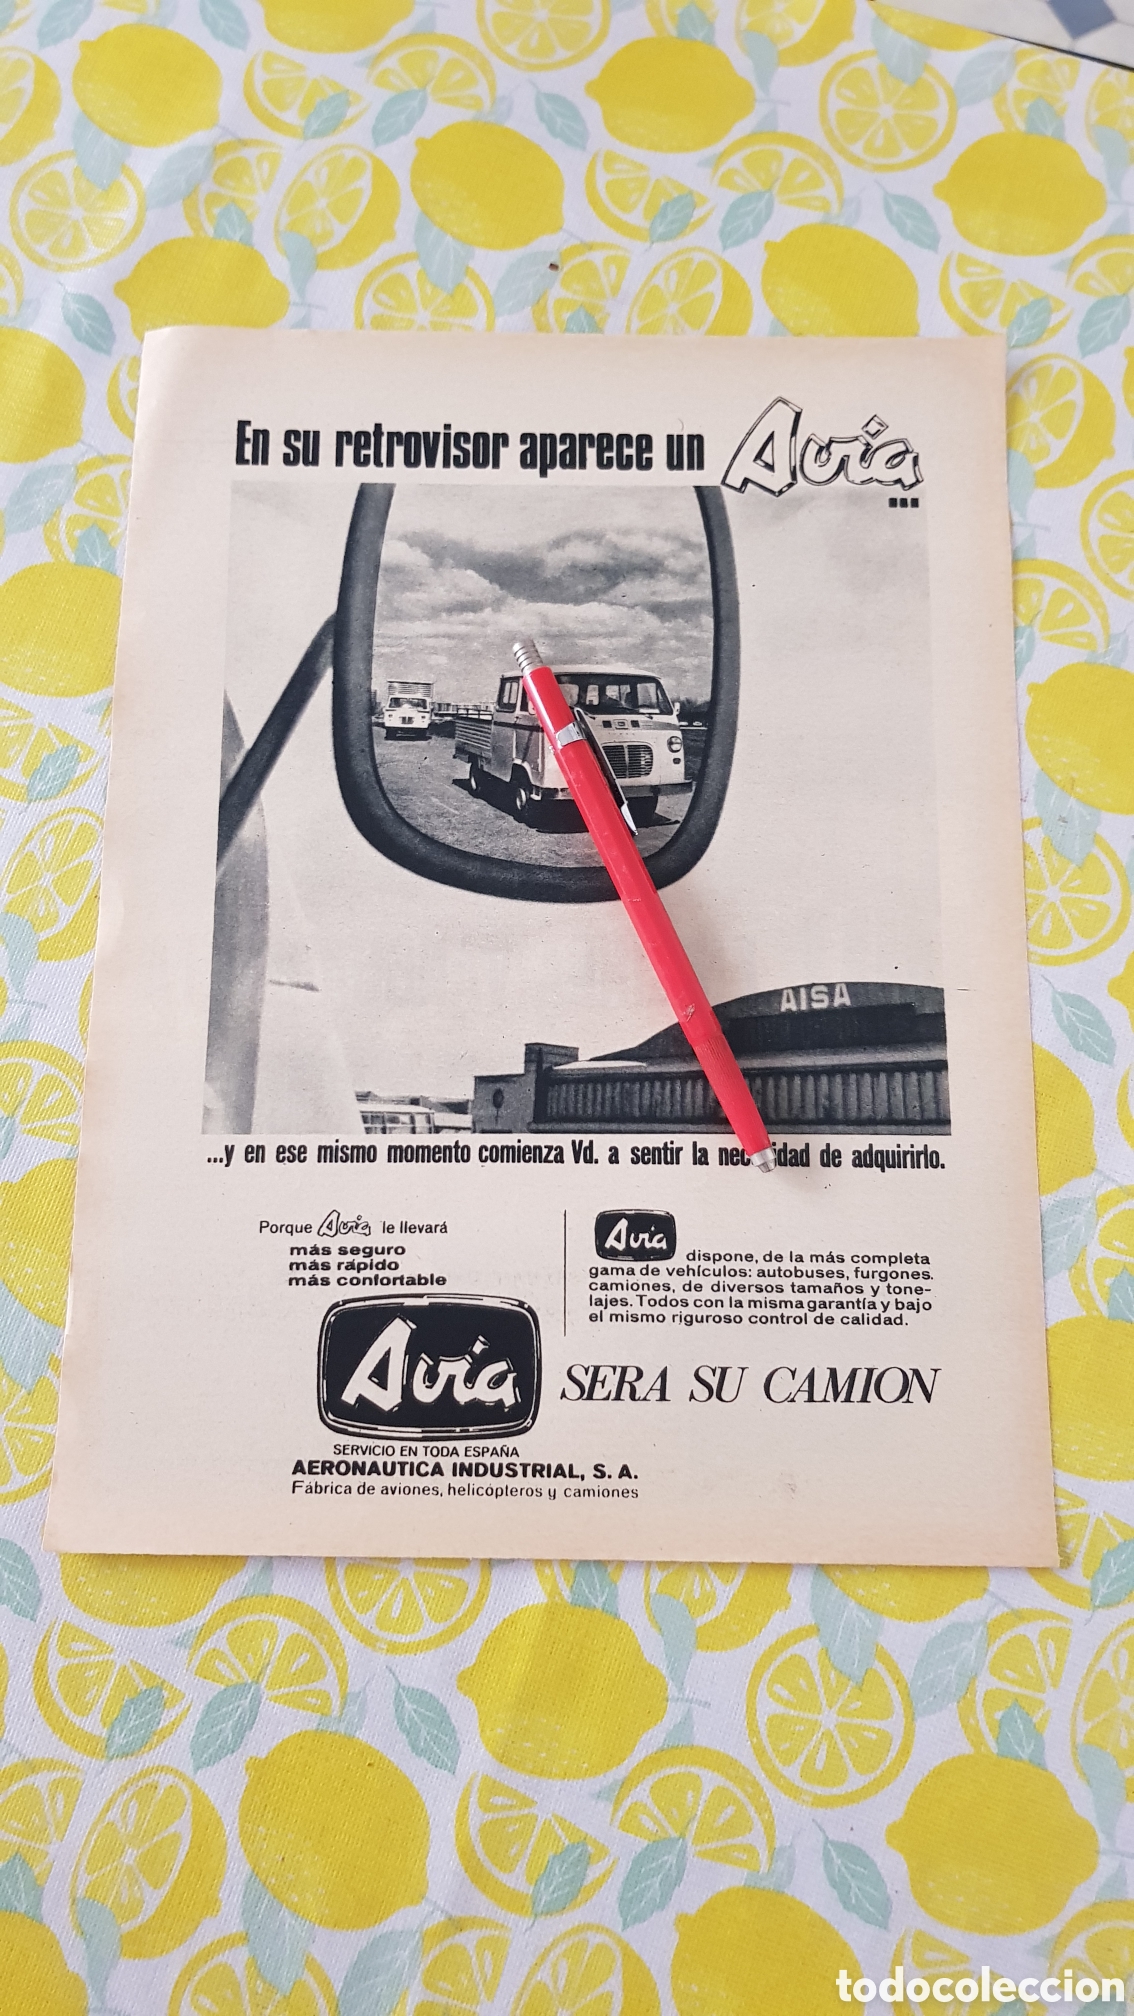 En su retrovisor aparece un Avia
...
AISA
...y en ese mismo momento comienza Vd. a sentir la de adquirirlo.
Porque Avia le llevará
más seguro
más rápido
más confortable
Avia
dispone, de la más completa
gama de vehículos: autobuses, furgones.
camiones, de diversos tamaños y tone-
lajes. Todos con la misma garantía y bajo
el mismo riguroso control de calidad.
Avia
SERA SU CAMION
SERVICIO EN TODA ESPAÑA
AERONAUTICA INDUSTRIAL, S. A.
Fábrica de aviones, helicópteros y camiones
todocoleccion